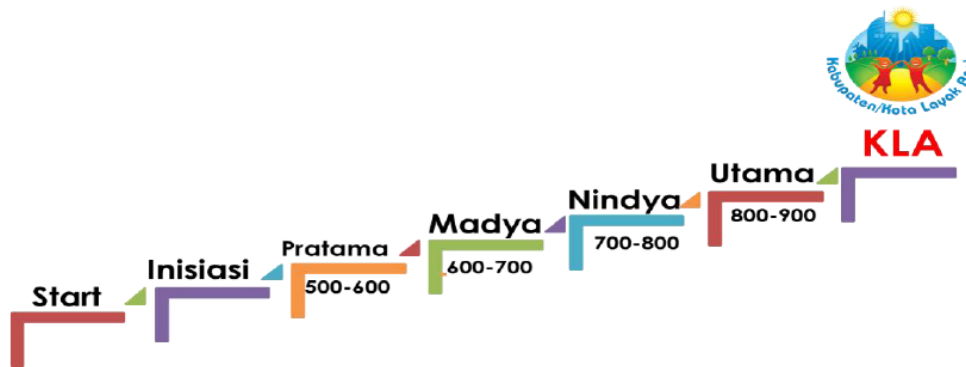 Start
Inisiasi
Pratama
500-600
Madya
600-700
Nindya
700-800
Utama
800-900
KLA
Kabupaten/Kota Layak